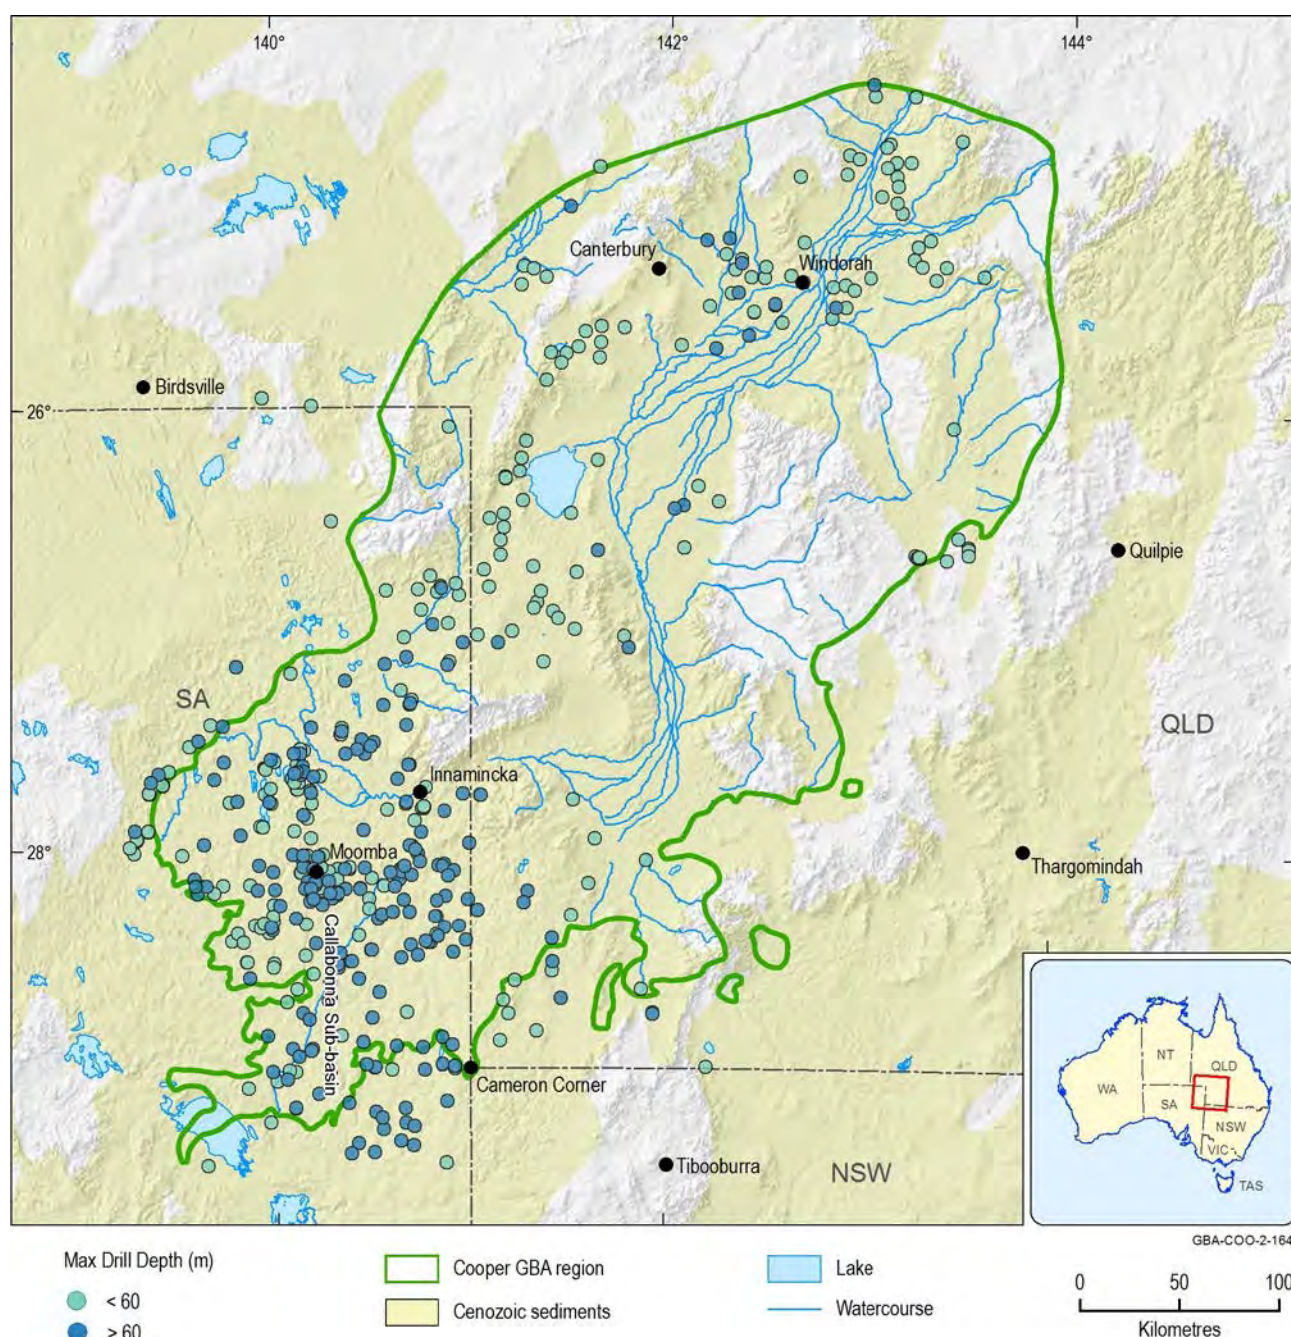 140°
142°
144°
Canterbury
Windorah
Birdsville
26°
Quilpie
SA
QLD
Innamincka
Moomba
28°
Thargomindah
Callabonna Sub-basin
Cameron Corner
Tibooburra
NSW
NT
QLD
WA
SA
NSW
VIC
TAS
GBA-COO-2-164
Max Drill Depth (m)
< 60
> 60
Cooper GBA region
Cenozoic sediments
Lake
Watercourse
0 50 100
Kilometres